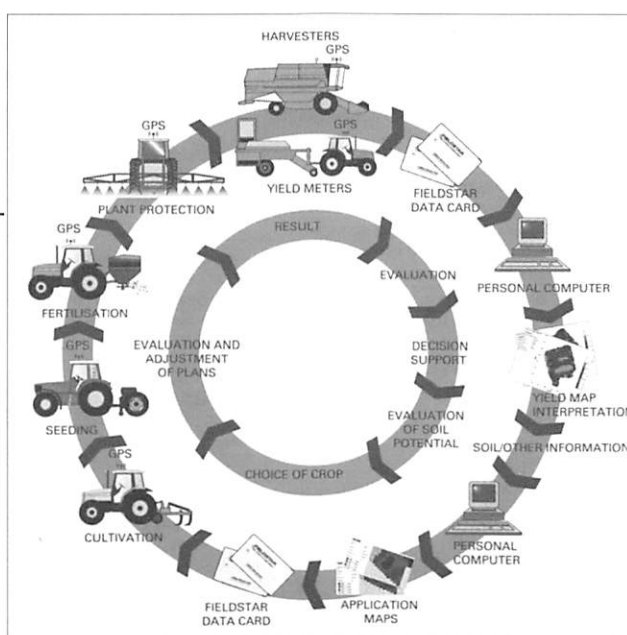 HARVESTERS
GPS
GPS
YIELD METERS
FIELDSTAR
DATA CARD
PERSONAL COMPUTER
YIELD MAP
INTERPRETATION
SOIL/OTHER INFORMATION
PERSONAL
COMPUTER
APPLICATION
MAPS
FIELDSTAR
DATA CARD
GPS
CULTIVATION
GPS
SEEDING
GPS
FERTILISATION
GPS
PLANT PROTECTION
RESULT
EVALUATION
DECISION
SUPPORT
EVALUATION
OF SOIL
POTENTIAL
CHOICE OF CROP
EVALUATION AND
ADJUSTMENT
OF PLANS